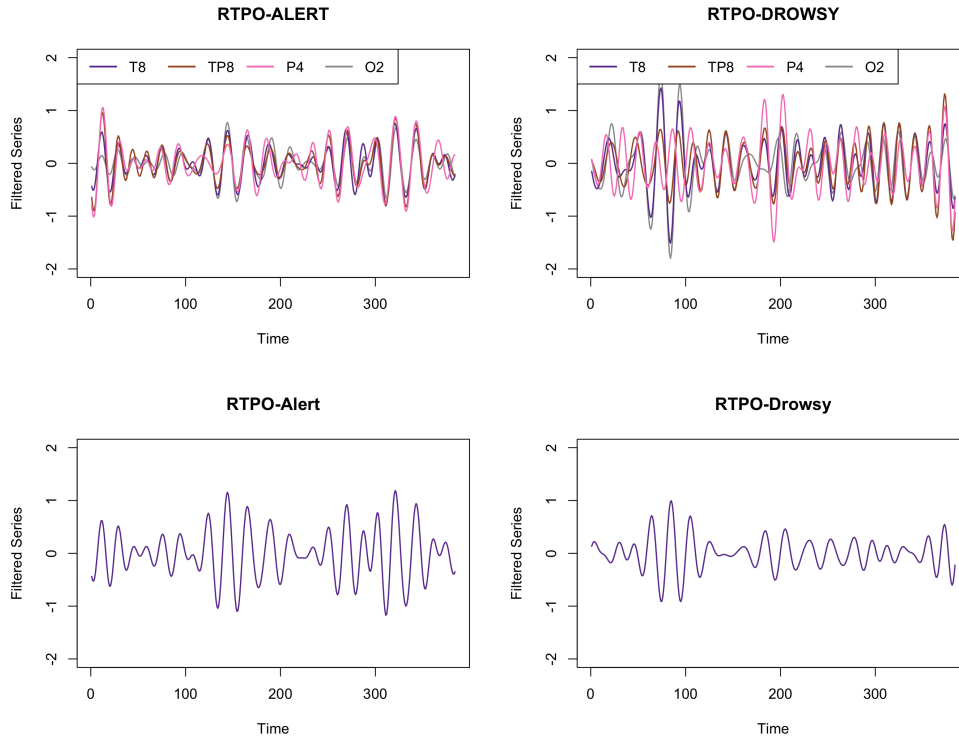 RTPO-ALERT
T8 TP8 P4 O2
Filtered Series
2
1
0
-1
-2
0 100 200 300
Time
RTPO-DROWSY
T8 TP8 P4 O2
Filtered Series
2
1
0
-1
-2
0 100 200 300
Time
RTPO-Alert
Filtered Series
2
1
0
-1
-2
0 100 200 300
Time
RTPO-Drowsy
Filtered Series
2
1
0
-1
-2
0 100 200 300
Time